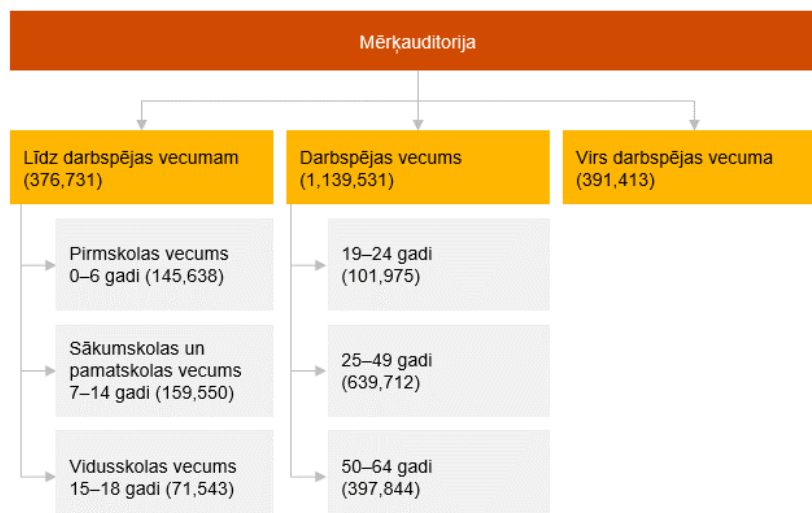 Mērķauditorija
Līdz darbspējas vecumam
(376,731)
Pirmskolas vecums
0–6 gadi (145,638)
Sākumskolas un
pamatskolas vecums
7–14 gadi (159,550)
Vidusskolas vecums
15–18 gadi (71,543)
Darbspējas vecums
(1,139,531)
19–24 gadi
(101,975)
25–49 gadi
(639,712)
50–64 gadi
(397,844)
Virs darbspējas vecuma
(391,413)